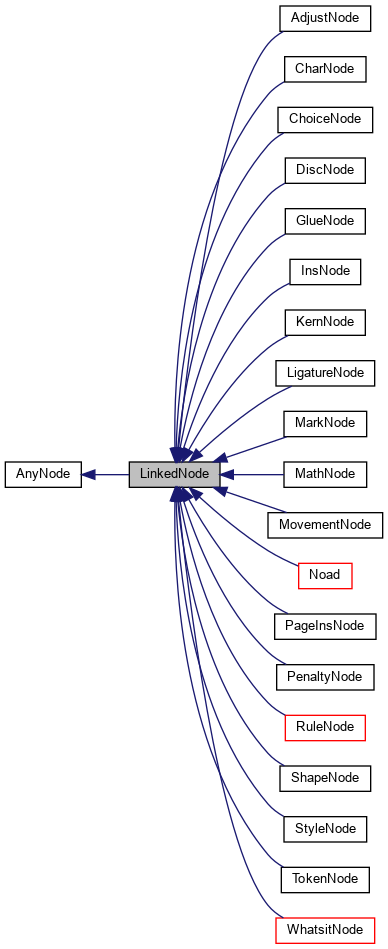 AdjustNode
CharNode
ChoiceNode
DiscNode
GlueNode
InsNode
KernNode
LigatureNode
MarkNode
AnyNode
LinkedNode
MathNode
MovementNode
Noad
PageInsNode
PenaltyNode
RuleNode
ShapeNode
StyleNode
TokenNode
WhatsitNode